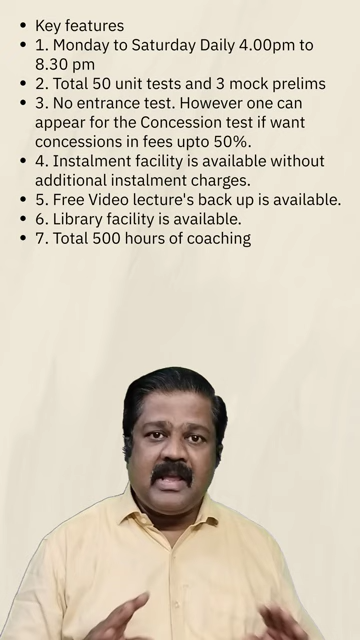 • Key features
• 1. Monday to Saturday Daily 4.00pm to
8.30 pm
• 2. Total 50 unit tests and 3 mock prelims
• 3. No entrance test. However one can
appear for the Concession test if want
concessions in fees upto 50%.
• 4. Instalment facility is available without
additional instalment charges.
• 5. Free Video lecture's back up is available.
• 6. Library facility is available.
• 7. Total 500 hours of coaching